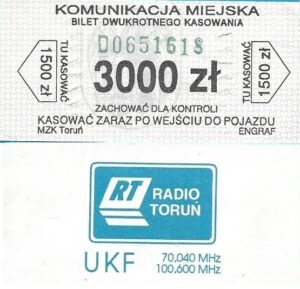 KOMUNIKACJA MIEJSKA
BILET DWUKROTNEGO KASOWANIA
D0651618
TU KASOWAĆ
1500 zł
3000 zł
TU KASOWAĆ
1500 zł
ZACHOWAĆ DLA KONTROLI
KASOWAĆ ZARAZ PO WEJŚCIU DO POJAZDU
MZK Toruń ENGRAF
RT
RADIO
TORUŃ
UKF
70,040 MHz
100,600 MHz